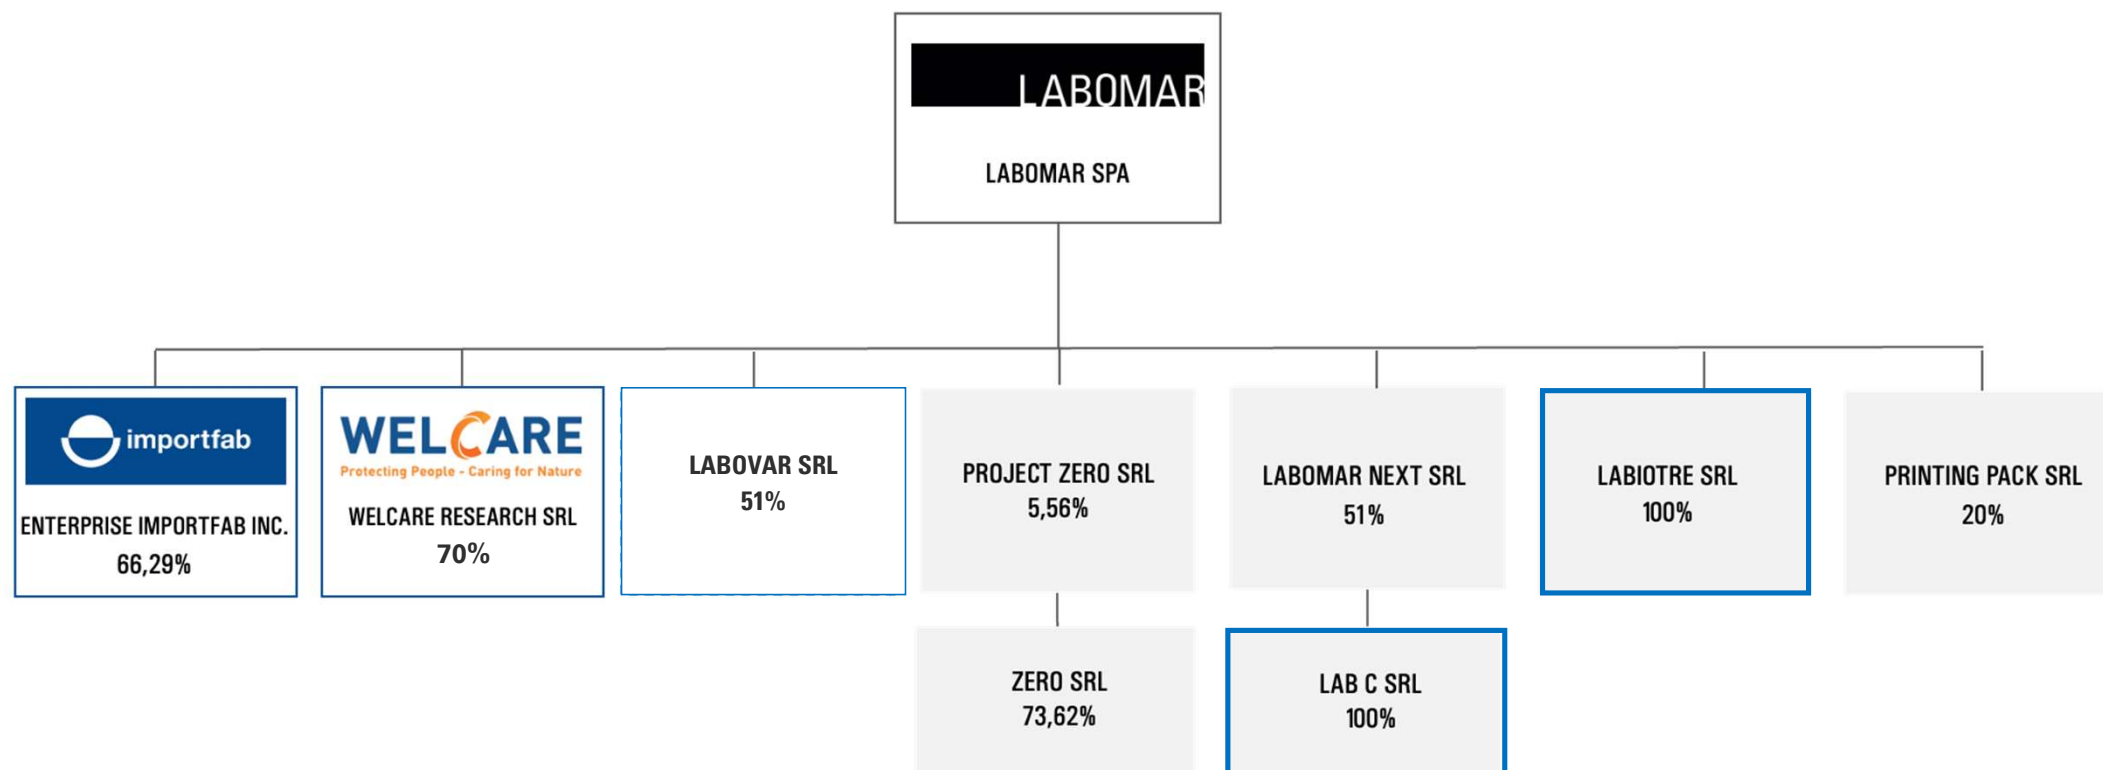 LABOMAR
LABOMAR SPA
importfab
ENTERPRISE IMPORTFAB INC.
66,29%
WELCARE
Protecting People - Caring for Nature
WELCARE RESEARCH SRL
70%
LABOVAR SRL
51%
PROJECT ZERO SRL
5,56%
LABOMAR NEXT SRL
51%
LABIOTRE SRL
100%
PRINTING PACK SRL
20%
ZERO SRL
73,62%
LAB C SRL
100%